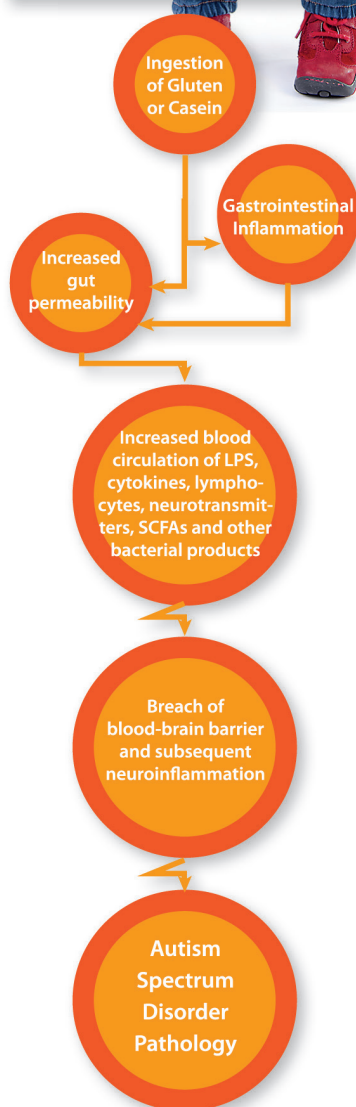 Ingestion
of Gluten
or Casein
Gastrointestinal
Inflammation
Increased
gut
permeability
Increased blood
circulation of LPS,
cytokines, lympho-
cytes, neurotransmit-
ters, SCFAs and other
bacterial products
Breach of
blood-brain barrier
and subsequent
neuroinflammation
Autism
Spectrum
Disorder
Pathology